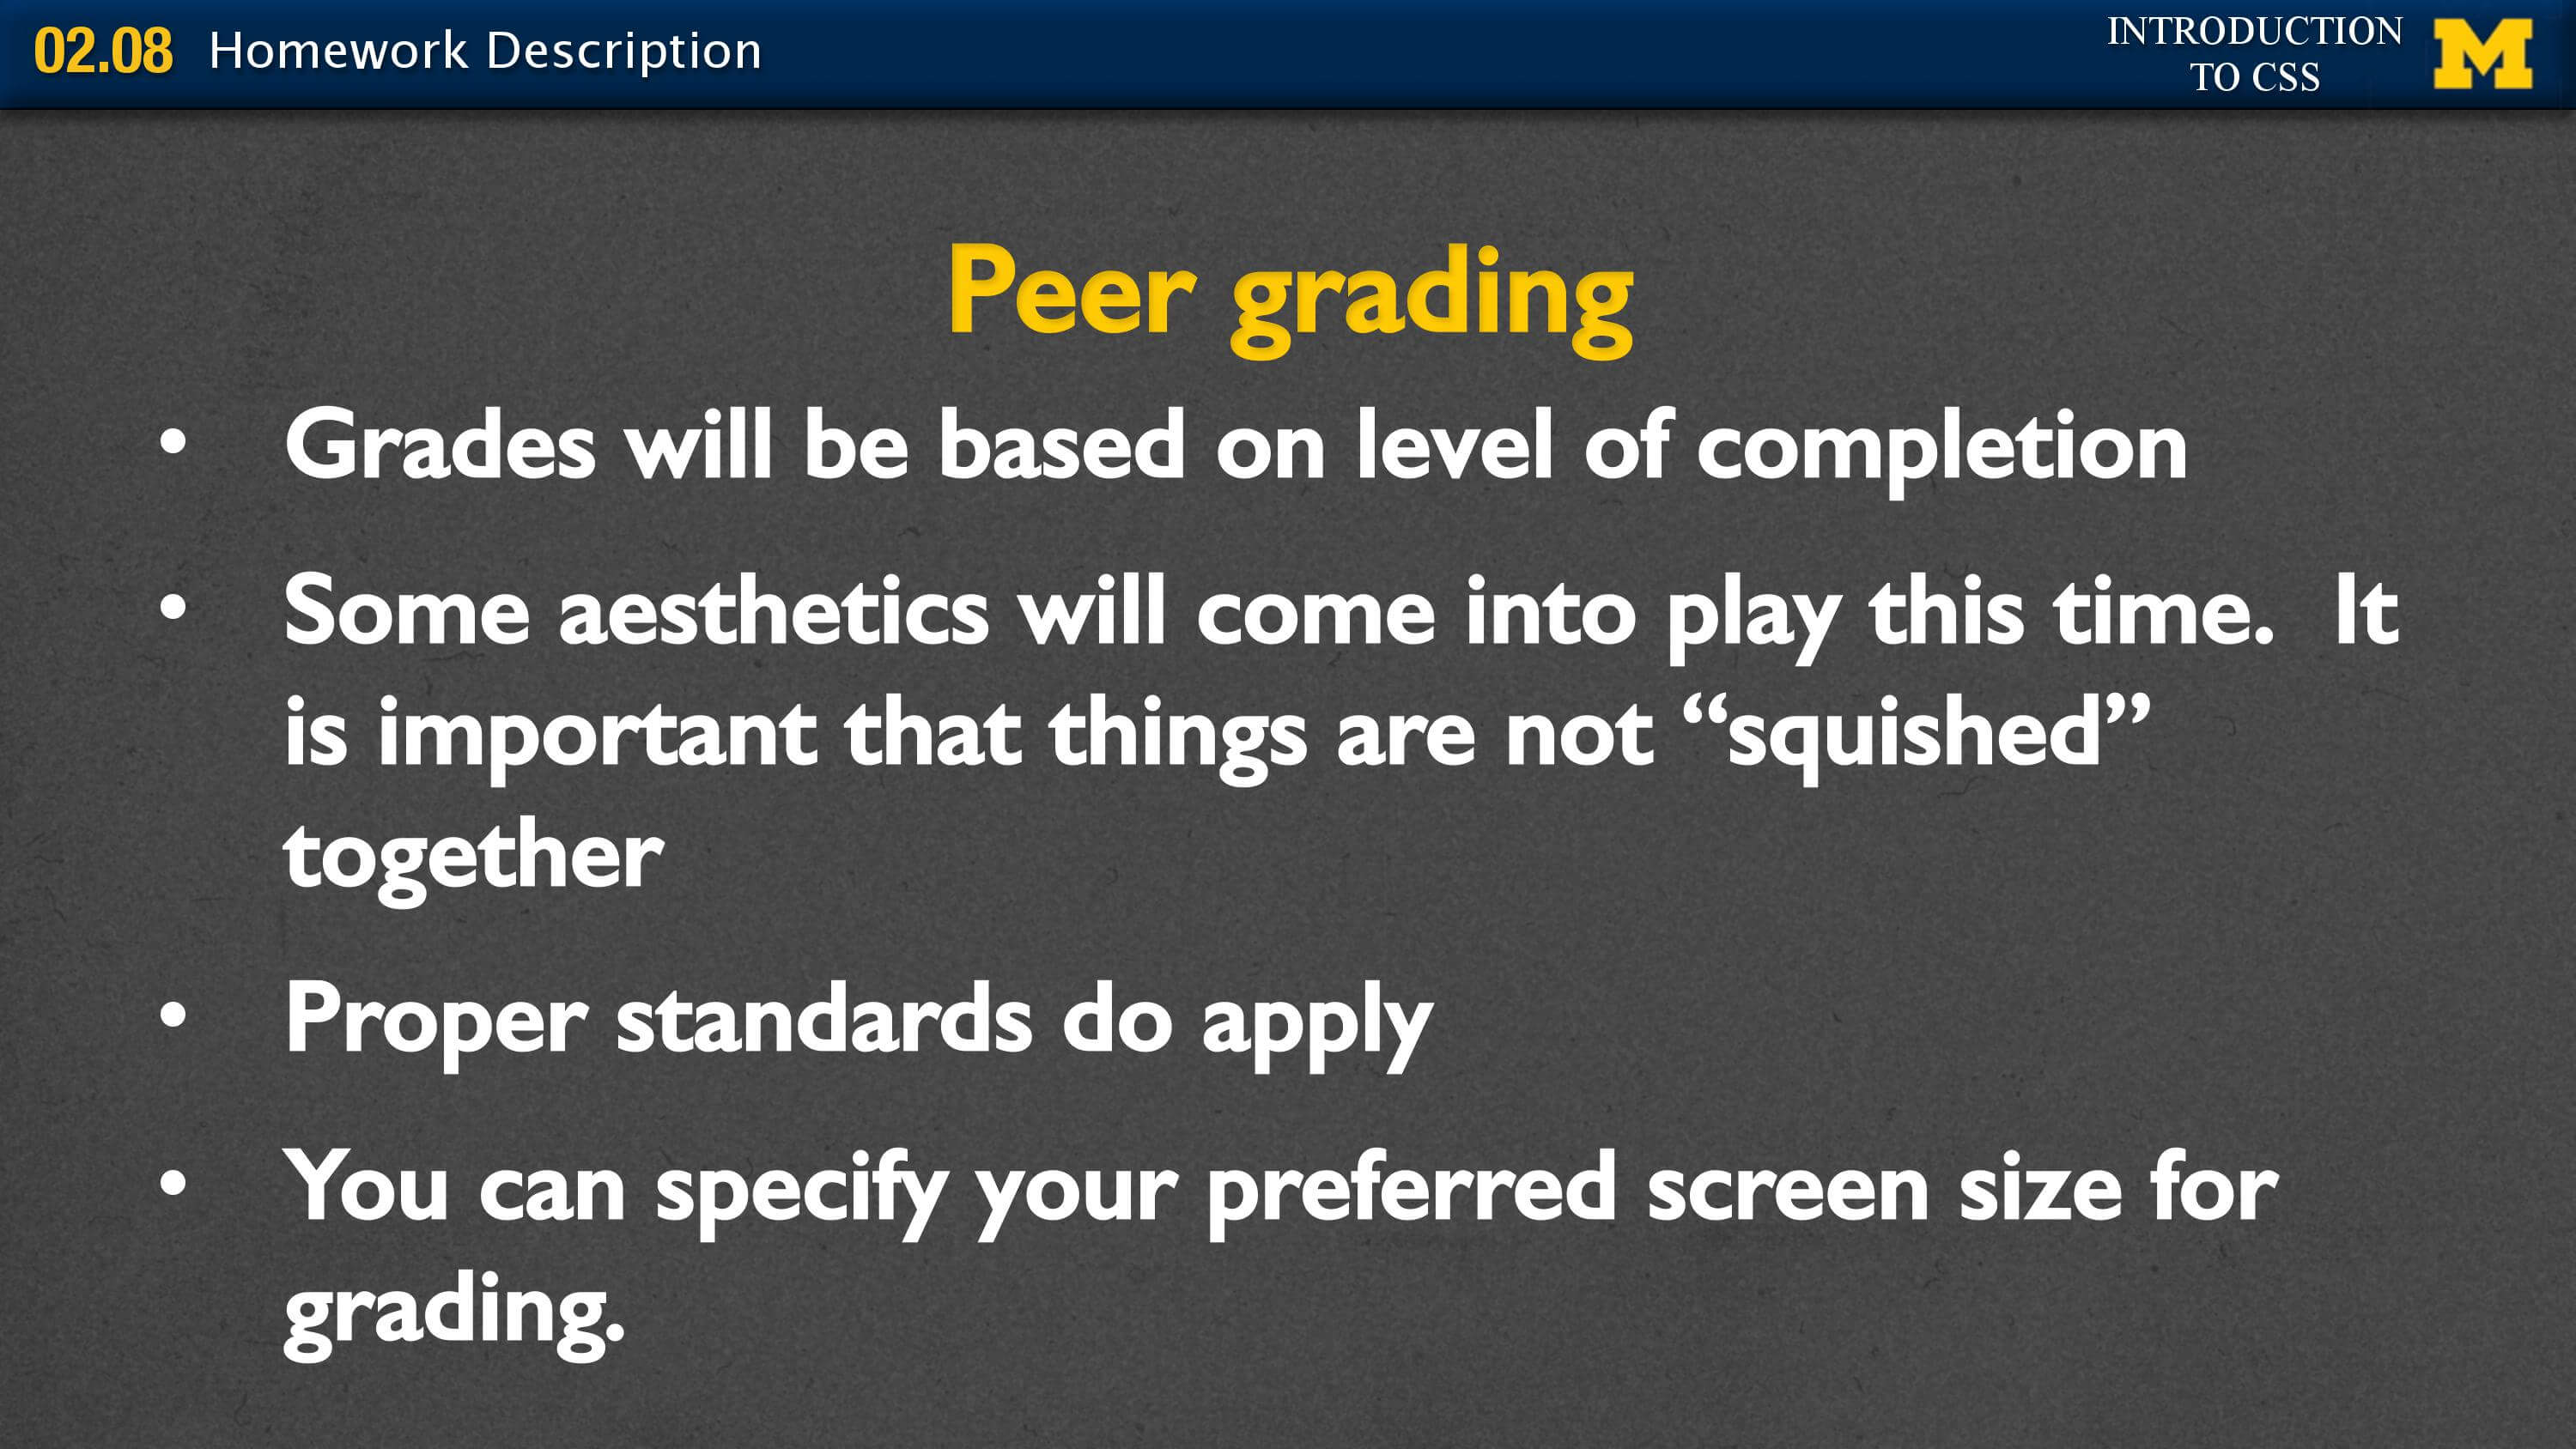 02.08 Homework Description
INTRODUCTION
TO CSS
M
Peer grading
• Grades will be based on level of completion
• Some aesthetics will come into play this time.  It
is important that things are not “squished”
together
• Proper standards do apply
• You can specify your preferred screen size for
grading.